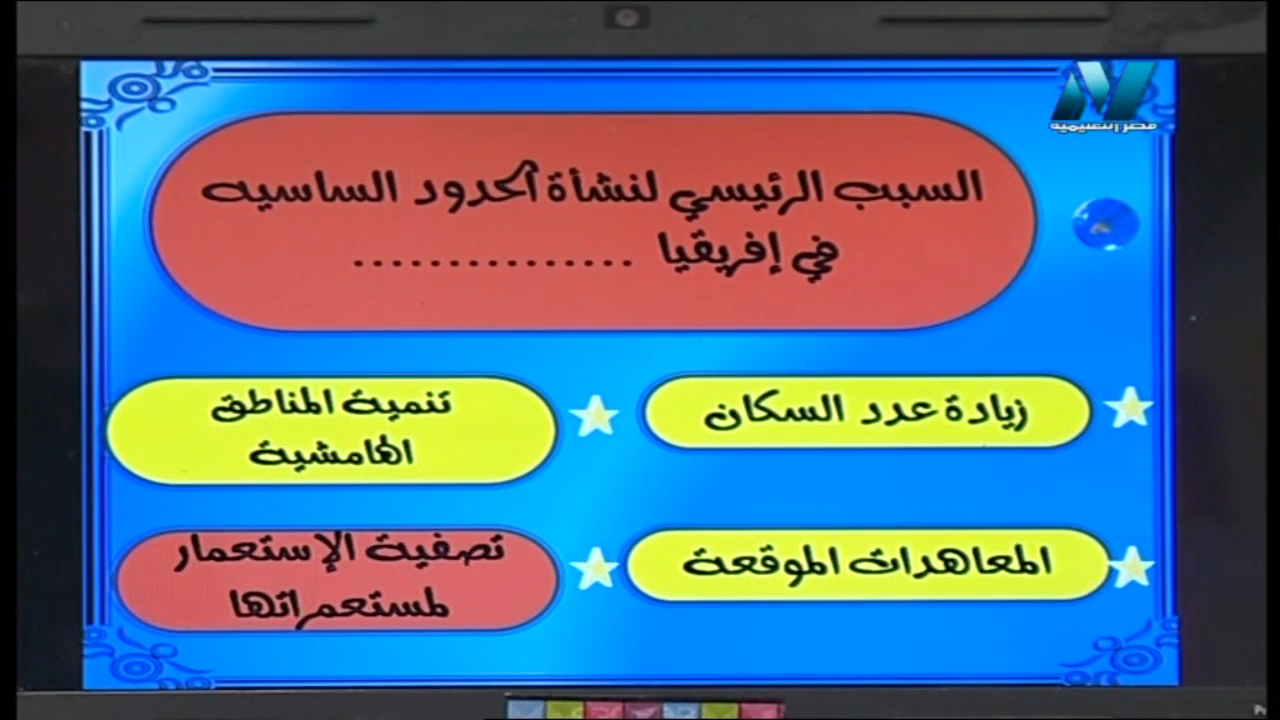 مصر التعليمية
السبب الرئيسي لنشأة الحدود الساسيه
في إفريقيا ...............
زيادة عدد السكان
تنمية المناطق
الهامشية
المعاهدات الموقعة
تصفية الإستعمار
لمستعمراتها